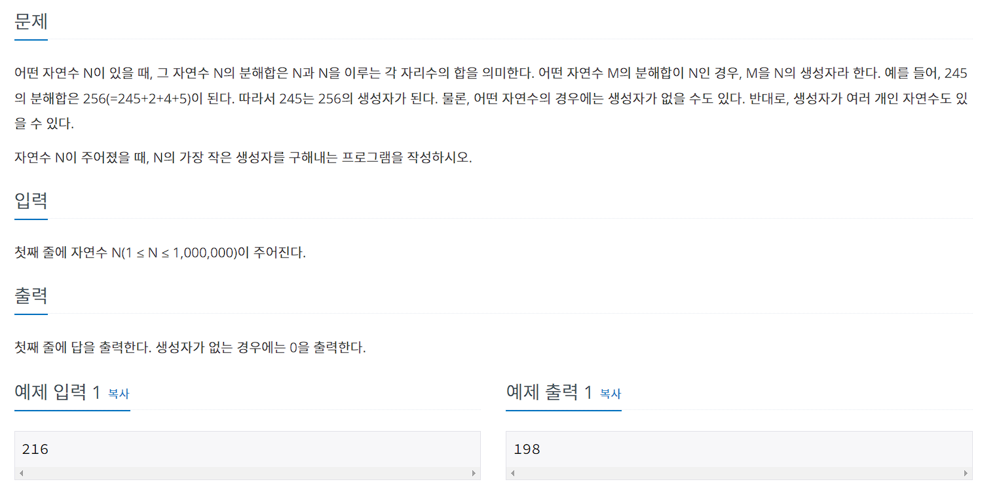 문제
어떤 자연수 N이 있을 때, 그 자연수 N의 분해합은 N과 N을 이루는 각 자리수의 합을 의미한다. 어떤 자연수 M의 분해합이 N인 경우, M을 N의 생성자라 한다. 예를 들어, 245
의 분해합은 256(=245+2+4+5)이 된다. 따라서 245는 256의 생성자가 된다. 물론, 어떤 자연수의 경우에는 생성자가 없을 수도 있다. 반대로, 생성자가 여러 개인 자연수도 있
을 수 있다.
자연수 N이 주어졌을 때, N의 가장 작은 생성자를 구해내는 프로그램을 작성하시오.
입력
첫째 줄에 자연수 N(1 ≤ N ≤ 1,000,000)이 주어진다.
출력
첫째 줄에 답을 출력한다. 생성자가 없는 경우에는 0을 출력한다.
예제 입력 1 복사
216
예제 출력 1 복사
198